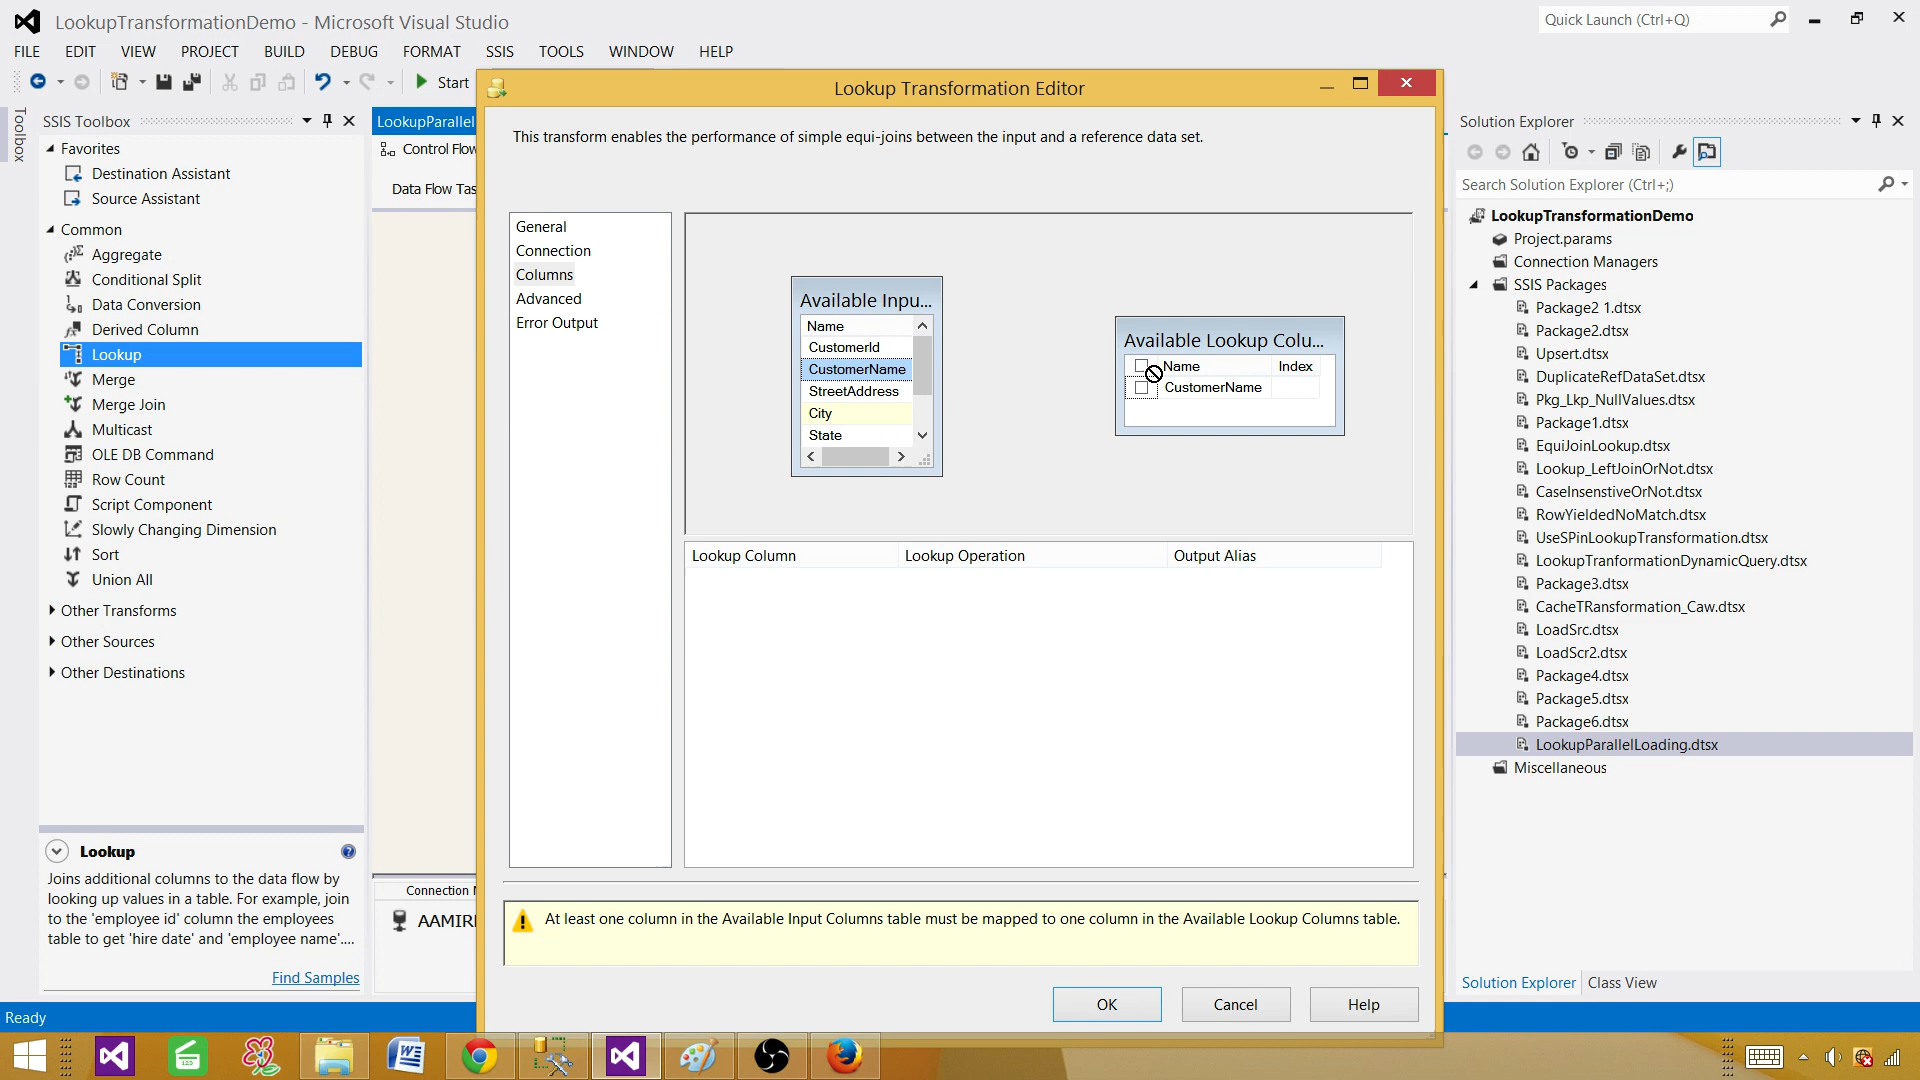 LookupTransformationDemo - Microsoft Visual Studio
Quick Launch (Ctrl+Q)
FILE EDIT VIEW PROJECT BUILD DEBUG FORMAT SSIS TOOLS WINDOW HELP
Start
Lookup Transformation Editor
Toolbox
SSIS Toolbox
Favorites
Destination Assistant
Source Assistant
Common
Aggregate
Conditional Split
Data Conversion
Derived Column
Lookup
Merge
Merge Join
Multicast
OLE DB Command
Row Count
Script Component
Slowly Changing Dimension
Sort
Union All
Other Transforms
Other Sources
Other Destinations
Lookup
Joins additional columns to the data flow by
looking up values in a table. For example, join
to the 'employee id' column the employees
table to get 'hire date' and 'employee name'....
Find Samples
LookupParallel
Control Flow
Data Flow Tas
Connection
AAMIR
This transform enables the performance of simple equi-joins between the input and a reference data set.
General
Connection
Columns
Advanced
Error Output
Available Inpu...
Name
CustomerId
CustomerName
StreetAddress
City
State
Available Lookup Colu...
Name Index
CustomerName
Lookup Column Lookup Operation Output Alias
At least one column in the Available Input Columns table must be mapped to one column in the Available Lookup Columns table.
OK Cancel Help
Solution Explorer
Search Solution Explorer (Ctrl+;)
LookupTransformationDemo
Project.params
Connection Managers
SSIS Packages
Package2 1.dtsx
Package2.dtsx
Upsert.dtsx
DuplicateRefDataSet.dtsx
Pkg_Lkp_NullValues.dtsx
Package1.dtsx
EquiJoinLookup.dtsx
Lookup_LeftJoinOrNot.dtsx
CaseInsenstiveOrNot.dtsx
RowYieldedNoMatch.dtsx
UseSPinLookupTransformation.dtsx
LookupTranformationDynamicQuery.dtsx
Package3.dtsx
CacheTRansformation_Caw.dtsx
LoadSrc.dtsx
LoadScr2.dtsx
Package4.dtsx
Package5.dtsx
Package6.dtsx
LookupParallelLoading.dtsx
Miscellaneous
Solution Explorer Class View
Ready